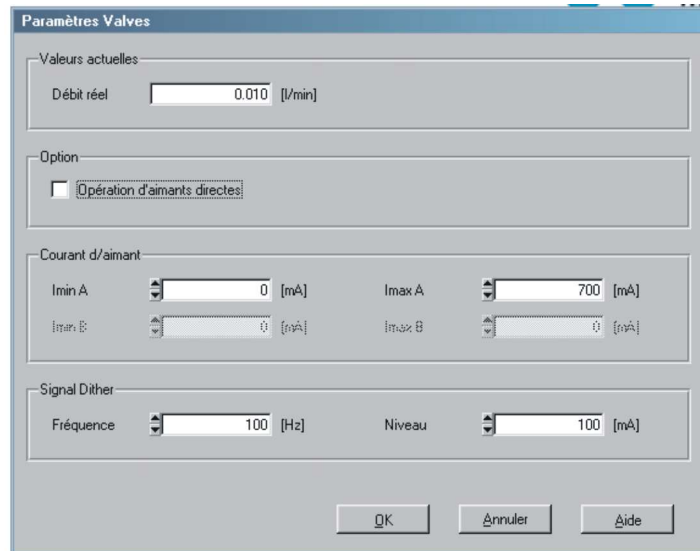 Paramètres Valves
Valeurs actuelles
Débit réel 0.010 [l/min]
Option
Opération d'aimants directes
Courant d/aimant
Imin A 0 [mA] Imax A 700 [mA]
Imin B 0 [mA] Imax B 0 [mA]
Signal Dither
Fréquence 100 [Hz] Niveau 100 [mA]
OK Annuler Aide